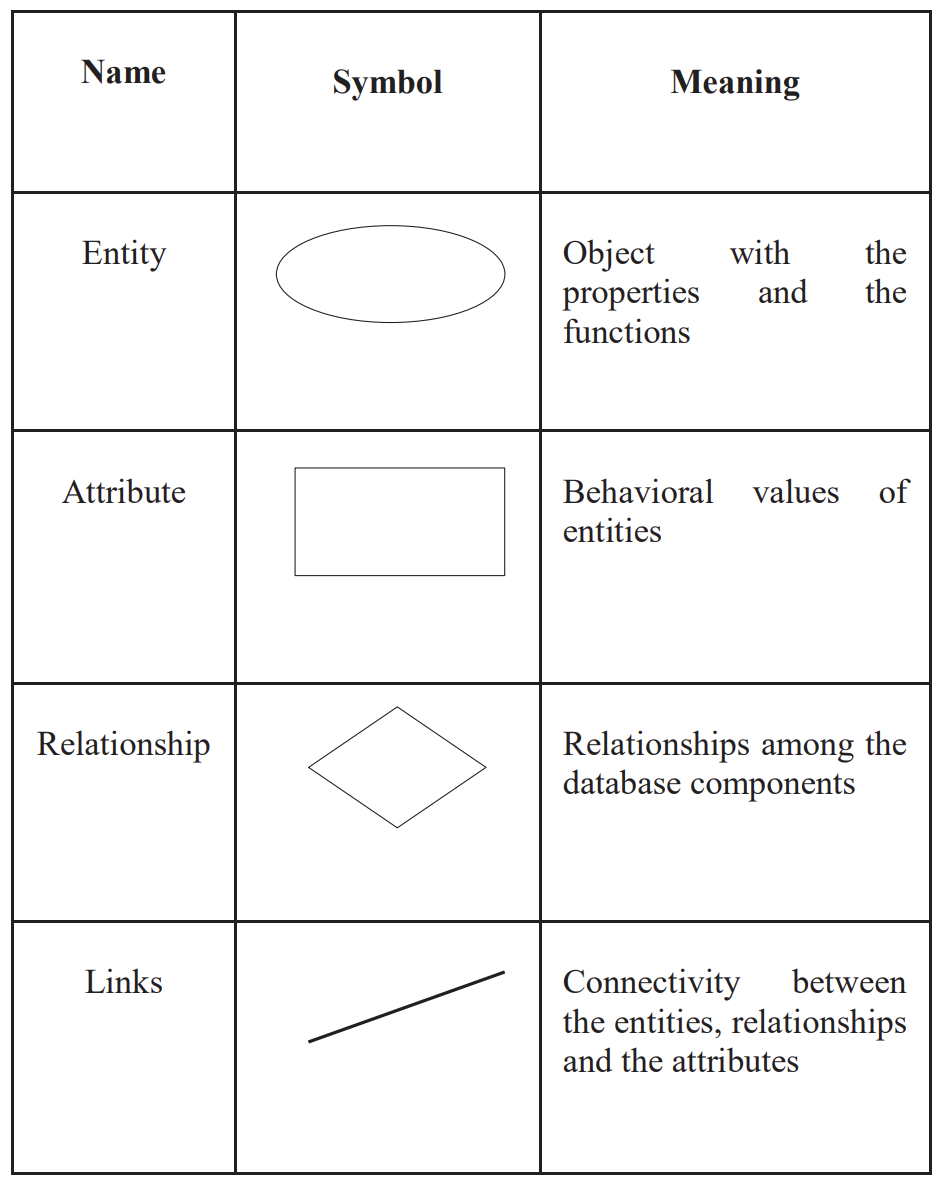 Name
Symbol
Meaning
Entity
Object with the
properties and the
functions
Attribute
Behavioral values of
entities
Relationship
Relationships among the
database components
Links
Connectivity between
the entities, relationships
and the attributes